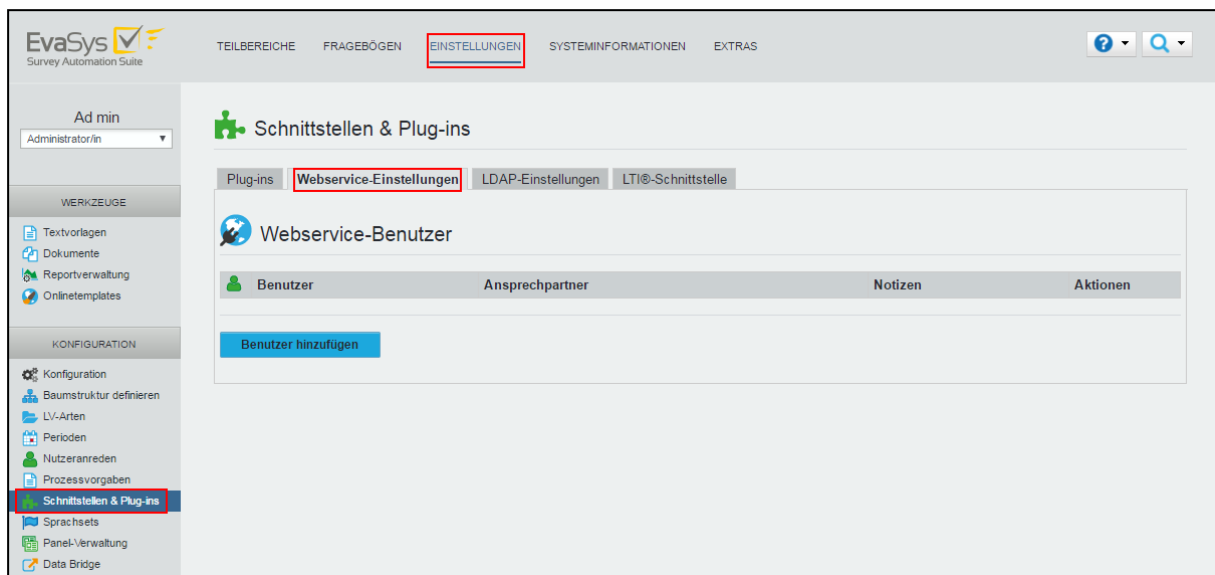 EvaSys
Survey Automation Suite
TEILBEREICHE FRAGEBÖGEN EINSTELLUNGEN SYSTEMINFORMATIONEN EXTRAS
Ad min
Administrator/in
WERKZEUGE
Textvorlagen
Dokumente
Reportverwaltung
Onlinetemplates
KONFIGURATION
Konfiguration
Baumstruktur definieren
LV-Arten
Perioden
Nutzeranreden
Prozessvorgaben
Schnittstellen & Plug-ins
Sprachsets
Panel-Verwaltung
Data Bridge
Schnittstellen & Plug-ins
Plug-ins Webservice-Einstellungen LDAP-Einstellungen LTI®-Schnittstelle
Webservice-Benutzer
Benutzer Ansprechpartner Notizen Aktionen
Benutzer hinzufügen